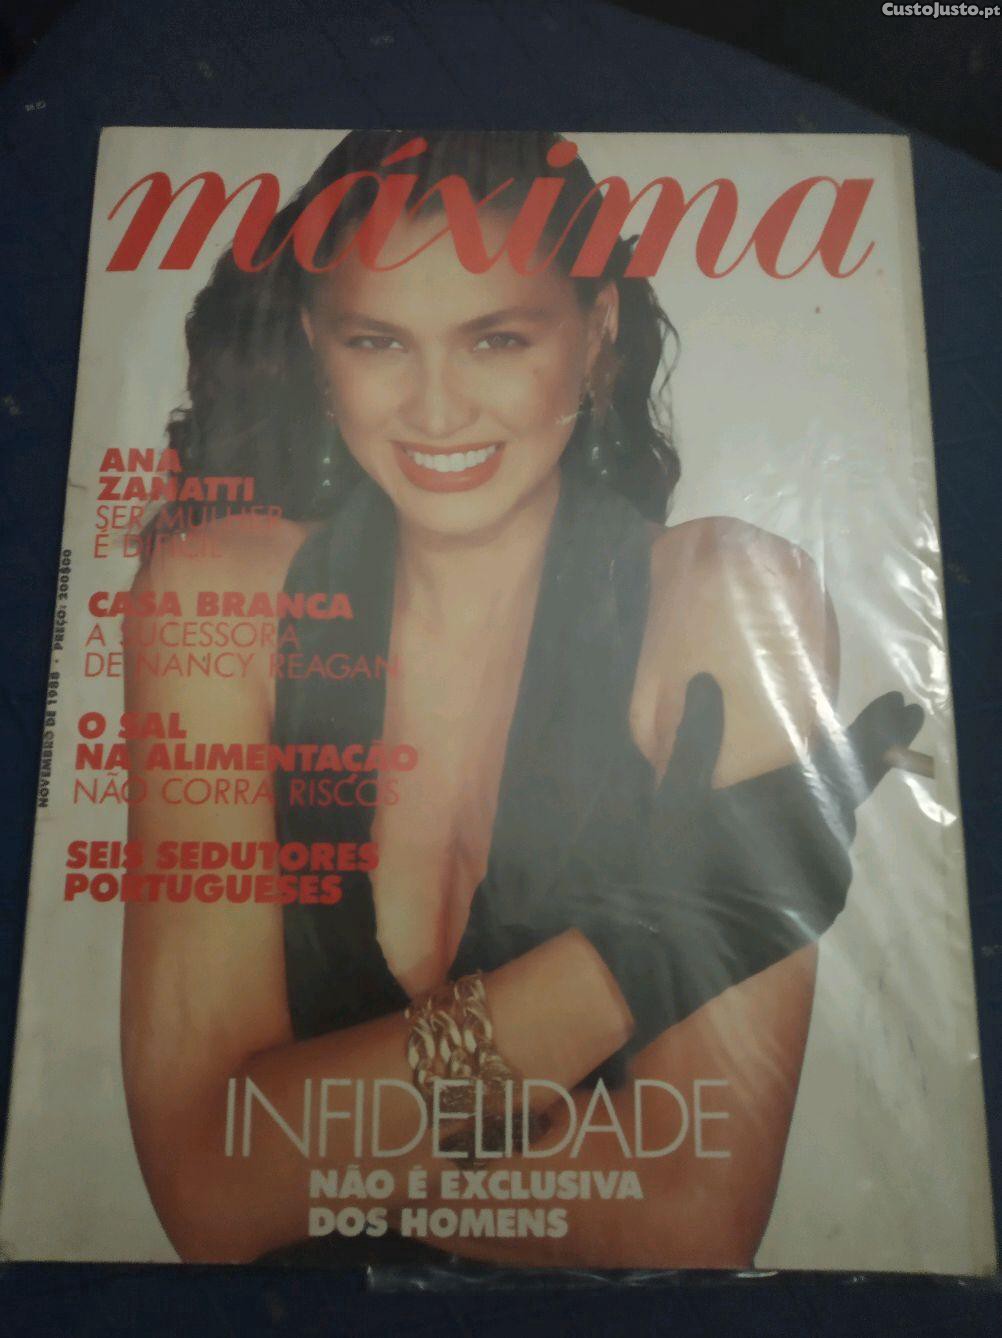 CustoJusto.pt
máxima
ANA
ZANATTI
SER MULHER
É DIFÍCIL
CASA BRANCA
A SUCESSORA
DE NANCY REAGAN
O SAL
NA ALIMENTAÇÃO
NÃO CORRA RISCOS
SEIS SEDUTORES
PORTUGUESES
NOVEMBRO DE 1988 · PREÇO: 200$00
INFIDELIDADE
NÃO É EXCLUSIVA
DOS HOMENS